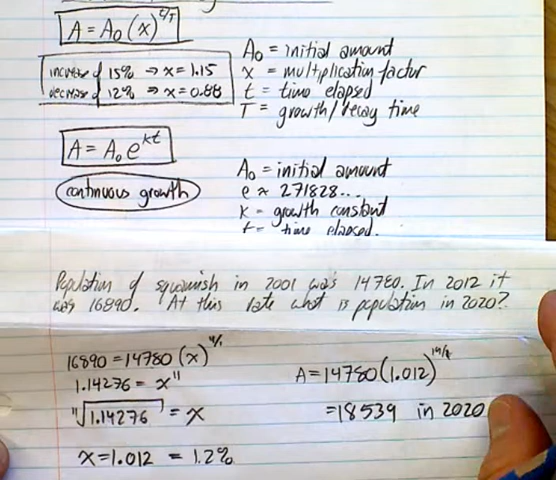 A = A₀(x)^t/T
increase of 15% ⇒ x = 1.15
decrease of 12% ⇒ x = 0.88
A₀ = initial amount
x = multiplication factor
t = time elapsed
T = growth/decay time
A = A₀e^kt
continuous growth
A₀ = initial amount
e ≈ 271828...
k = growth constant
t = time elapsed.
Population of squamish in 2001 was 14780. In 2012 it
was 16890. At this rate what is population in 2020?
16890 = 14780(x)^11/1
1.14276 = x^11
¹¹√1.14276 = x
x = 1.012 = 1.2%
A = 14780(1.012)^19/1
= 18539 in 2020